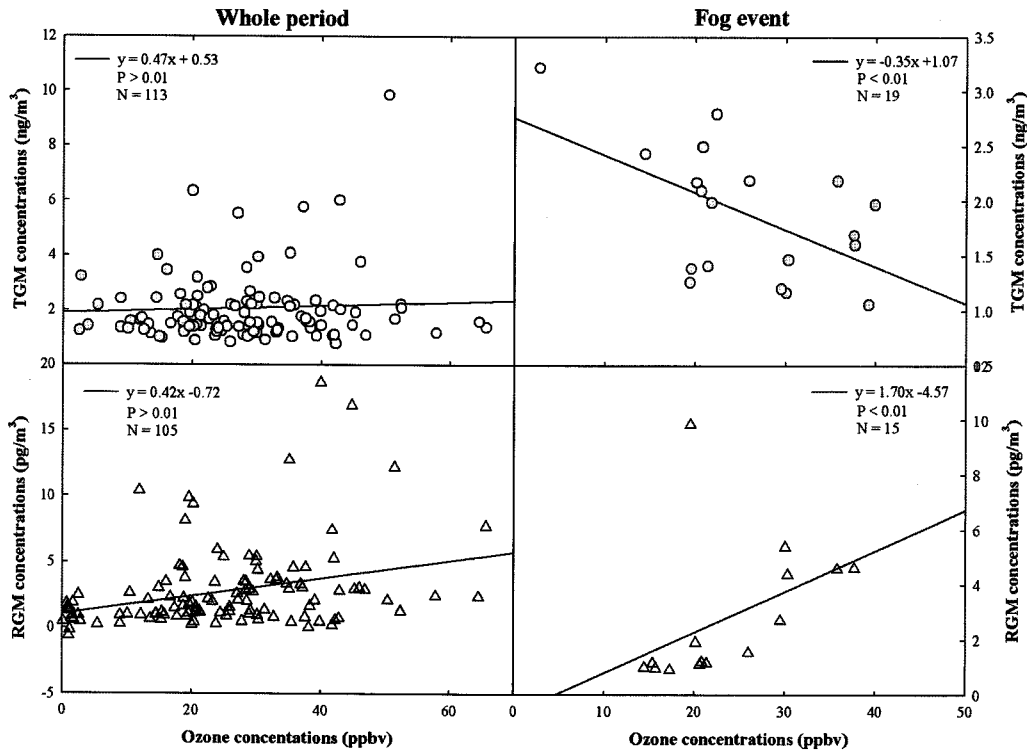 Whole period
Fog event
12
10
8
6
4
2
20
TGM concentrations (ng/m³)
y = 0.47x + 0.53
P > 0.01
N = 113
y = -0.35x +1.07
P < 0.01
N = 19
3.5
3.0
2.5
2.0
1.5
1.0
TGM concentrations (ng/m³)
15
10
5
0
-5
RGM concentrations (pg/m³)
y = 0.42x -0.72
P > 0.01
N = 105
y = 1.70x -4.57
P < 0.01
N = 15
10
8
6
4
2
0
RGM concentrations (pg/m³)
0 20 40 60 0 10 20 30 40 50
Ozone concentations (ppbv)
Ozone concentrations (ppbv)